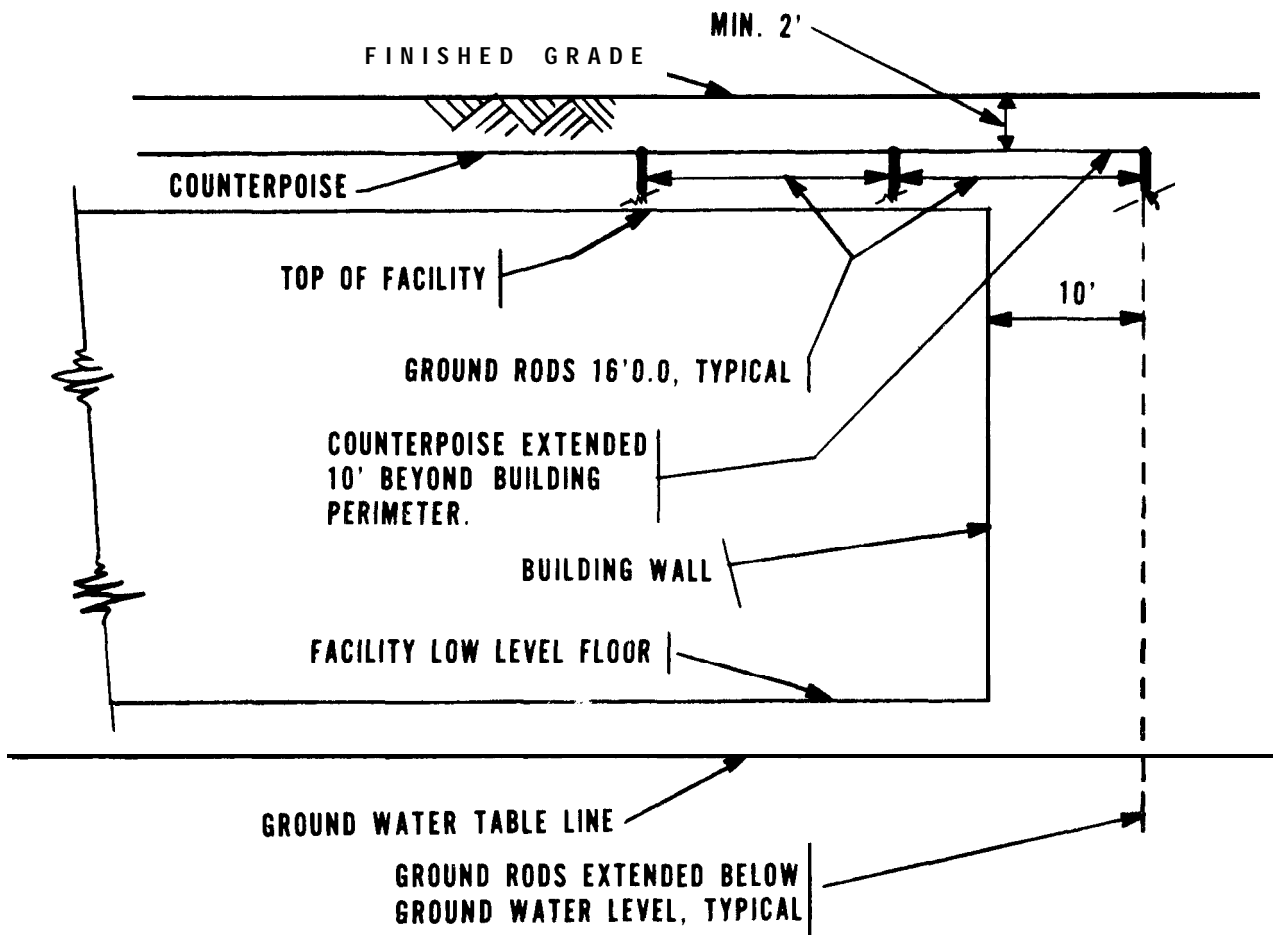 MIN. 2'
FINISHED GRADE
COUNTERPOISE
TOP OF FACILITY
10'
GROUND RODS 16'0.0, TYPICAL
COUNTERPOISE EXTENDED
10' BEYOND BUILDING
PERIMETER.
BUILDING WALL
FACILITY LOW LEVEL FLOOR
GROUND WATER TABLE LINE
GROUND RODS EXTENDED BELOW
GROUND WATER LEVEL, TYPICAL